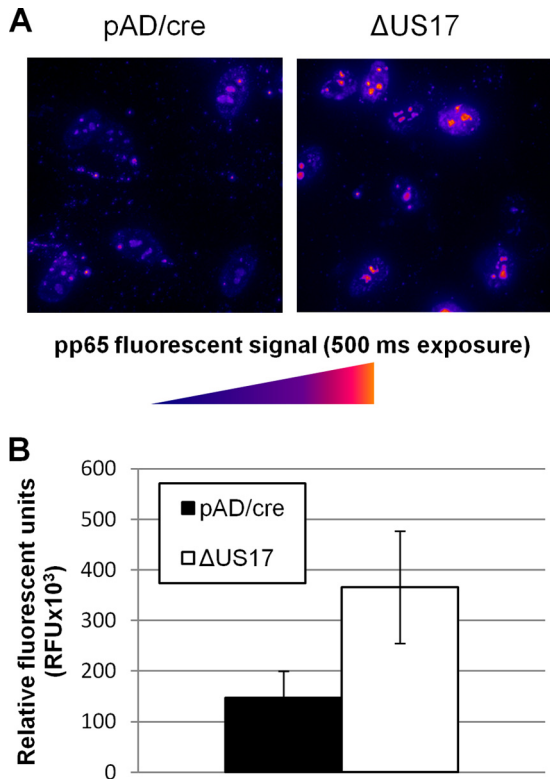 A
pAD/cre ΔUS17
pp65 fluorescent signal (500 ms exposure)
B
Relative fluorescent units
(RFUx10³)
600
500
400
300
200
100
0
pAD/cre
ΔUS17